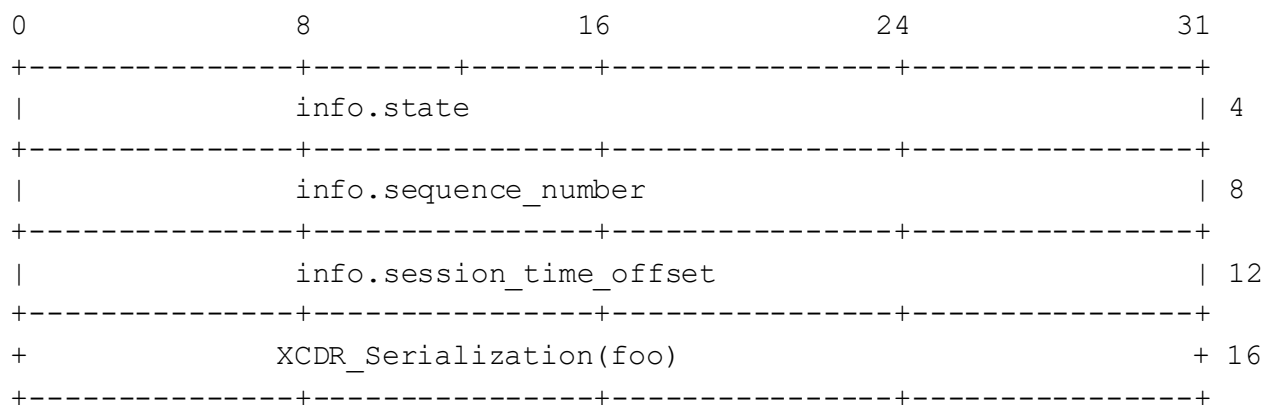 0               8               16              24             31
+---------------+--------+-------+---------------+---------------+
|               info.state                                       | 4
+---------------+---------------+---------------+---------------+
|               info.sequence_number                             | 8
+---------------+---------------+---------------+---------------+
|               info.session_time_offset                         | 12
+---------------+---------------+---------------+---------------+
+              XCDR_Serialization(foo)                           + 16
+---------------+---------------+---------------+---------------+